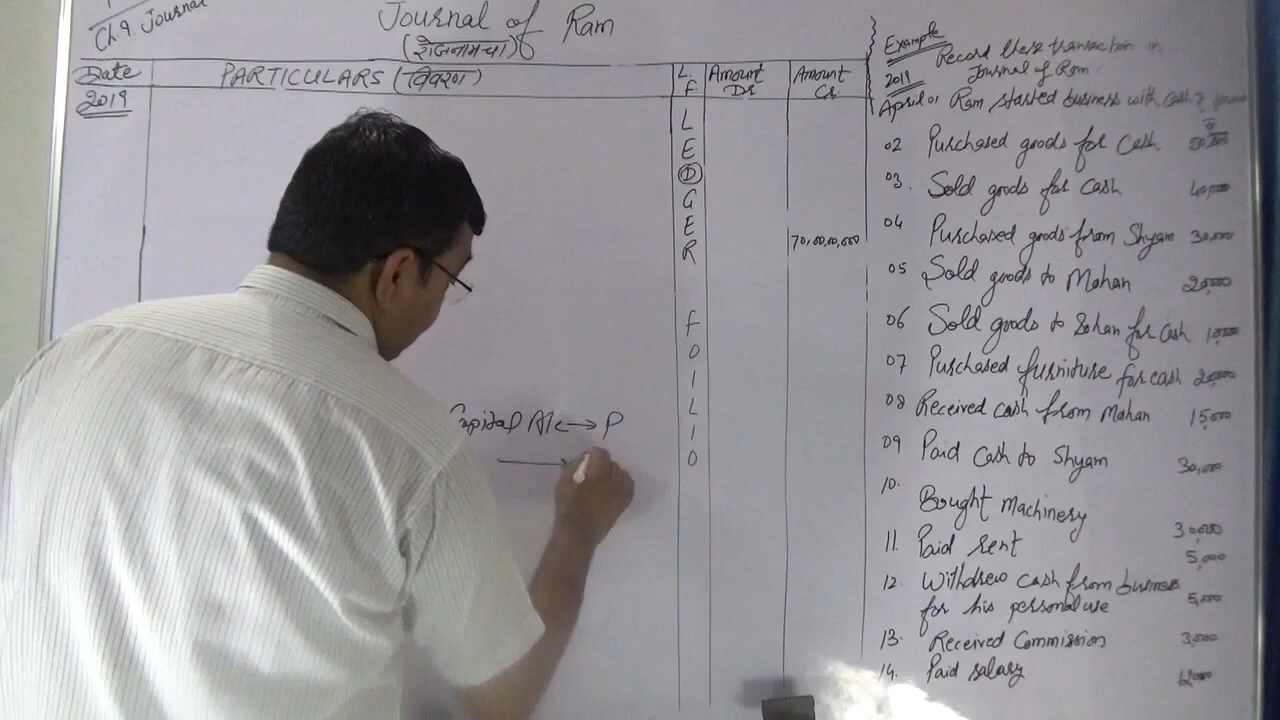 Ch 9. Journal
Journal of Ram
(रोजनामचा)
Date
PARTICULARS (विवरण)
L.F
Amount Dr
Amount Cr
2019
LEDGER FOILIO
70,00,00,000
Capital A/c → P
Example
Record these transaction in
2019
Journal of Ram
April 01 Ram started business with cash
02 Purchased goods for Cash
03. Sold goods for Cash 40,000
04 Purchased goods from Shyam 30,000
05 Sold goods to Mohan 20,000
06 Sold goods to Sohan for cash
07 Purchased furniture for cash 20,000
08 Received cash from Mohan 15,000
09 Paid Cash to Shyam 30,000
10. Bought Machinery 30,000
11. Paid rent 5,000
12. Withdrew cash from business
for his personal use 5,000
13. Received Commission 3,000
14. Paid salary